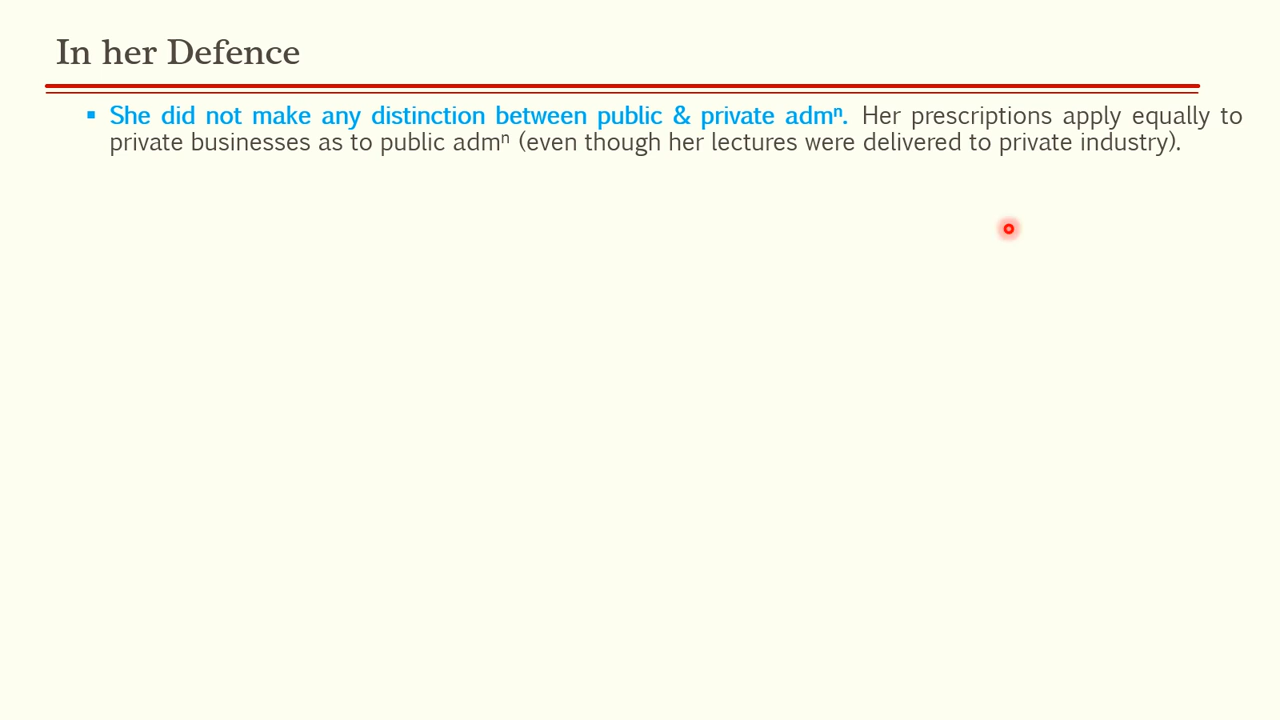 In her Defence
▪ She did not make any distinction between public & private admⁿ. Her prescriptions apply equally to
private businesses as to public admⁿ (even though her lectures were delivered to private industry).